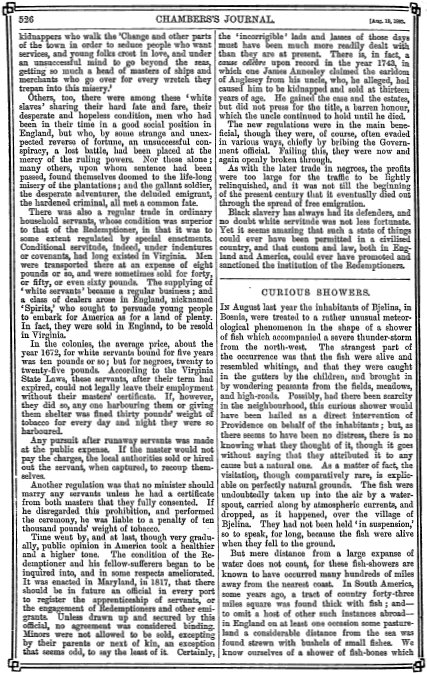 526 CHAMBERS'S JOURNAL. [Aug. 19, 1893.
kidnappers who walk the 'Change and other parts
of the town in order to seduce people who want
services, and young folks crost in love, and under
an unsuccessful mind to go beyond the seas,
getting so much a head of masters of ships and
merchants who go over for every wretch they
trepan into this misery.'
Others, too, there were among these 'white
slaves' sharing their hard fate and fare, their
desperate and hopeless condition, men who had
been in their time in a good social position in
England, but who, by some strange and unex-
pected reverse of fortune, an unsuccessful con-
spiracy, a lost battle, had been placed at the
mercy of the ruling powers. Nor these alone;
many others, upon whom sentence had been
passed, found themselves doomed to the life-long
misery of the plantations; and the gallant soldier,
the desperate adventurer, the deluded emigrant,
the hardened criminal, all met a common fate.
There was also a regular trade in ordinary
household servants, whose condition was superior
to that of the Redemptioner, in that it was to
some extent regulated by special enactments.
Conditional servitude, indeed, under indentures
or covenants, had long existed in Virginia. Men
were transported there at an expense of eight
pounds or so, and were sometimes sold for forty,
or fifty, or even sixty pounds. The supplying of
'white servants' became a regular business; and
a class of dealers arose in England, nicknamed
'Spirits,' who sought to persuade young people
to embark for America as for a land of plenty.
In fact, they were sold in England, to be resold
in Virginia.
In the colonies, the average price, about the
year 1672, for white servants bound for five years
was ten pounds or so; but for negroes, twenty to
twenty-five pounds. According to the Virginia
State Laws, these servants, after their term had
expired, could not legally leave their employment
without their masters' certificate. If, however,
they did so, any one harbouring them or giving
them shelter was fined thirty pounds' weight of
tobacco for every day and night they were so
harboured.
Any pursuit after runaway servants was made
at the public expense. If the master would not
pay the charges, the local authorities sold or hired
out the servant, when captured, to recoup them-
selves.
Another regulation was that no minister should
marry any servants unless he had a certificate
from both masters that they fully consented. If
he disregarded this prohibition, and performed
the ceremony, he was liable to a penalty of ten
thousand pounds' weight of tobacco.
Time went by, and at last, though very gradu-
ally, public opinion in America took a healthier
and a higher tone. The condition of the Re-
demptioner and his fellow-sufferers began to be
inquired into, and in some respects ameliorated.
It was enacted in Maryland, in 1817, that there
should be in future an official in every port
to register the apprenticeship of servants, or
the engagement of Redemptioners and other emi-
grants. Unless drawn up and secured by this
official, no agreement was considered binding.
Minors were not allowed to be sold, excepting
by their parents or next of kin, an exception
that seems odd, to say the least of it. Certainly,
the 'incorrigible' lads and lasses of those days
must have been much more readily dealt with
than they are at present. There is, in fact, a
cause célèbre upon record in the year 1743, in
which one James Annesley claimed the earldom
of Anglesey from his uncle, who, he alleged, had
caused him to be kidnapped and sold at thirteen
years of age. He gained the case and the estates,
but did not press for the title, a barren honour,
which the uncle continued to hold until he died.
The new regulations were in the main bene-
ficial, though they were, of course, often evaded
in various ways, chiefly by bribing the Govern-
ment official. Failing this, they were now and
again openly broken through.
As with the later trade in negroes, the profits
were too large for the traffic to be lightly
relinquished, and it was not till the beginning
of the present century that it eventually died out
through the spread of free emigration.
Black slavery has always had its defenders, and
no doubt white servitude was not less fortunate.
Yet it seems amazing that such a state of things
could ever have been permitted in a civilised
country, and that custom and law, both in Eng-
land and America, could ever have promoted and
sanctioned the institution of the Redemptioners.
CURIOUS SHOWERS.
IN August last year the inhabitants of Bjelina, in
Bosnia, were treated to a rather unusual meteor-
ological phenomenon in the shape of a shower
of fish which accompanied a severe thunder-storm
from the north-west. The strangest part of
the occurrence was that the fish were alive and
resembled whitings, and that they were caught
in the gutters by the children, and brought in
by wondering peasants from the fields, meadows,
and high-roads. Possibly, had there been scarcity
in the neighbourhood, this curious shower would
have been hailed as a direct intervention of
Providence on behalf of the inhabitants; but, as
there seems to have been no distress, there is no
knowing what they thought of it, though it goes
without saying that they attributed it to any
cause but a natural one. As a matter of fact, the
visitation, though comparatively rare, is explic-
able on perfectly natural grounds. The fish were
undoubtedly taken up into the air by a water-
spout, carried along by atmospheric currents, and
dropped, as it happened, over the village of
Bjelina. They had not been held 'in suspension,'
so to speak, for long, because the fish were alive
when they fell to the ground.
But mere distance from a large expanse of
water does not count, for these fish-showers are
known to have occurred many hundreds of miles
away from the nearest coast. In South America,
some years ago, a tract of country forty-three
miles square was found thick with fish; and—
to omit a host of other such instances abroad—
in England on at least one occasion some pasture-
land a considerable distance from the sea was
found strewn with bushels of small fishes. We
know ourselves of a shower of fish-bones which